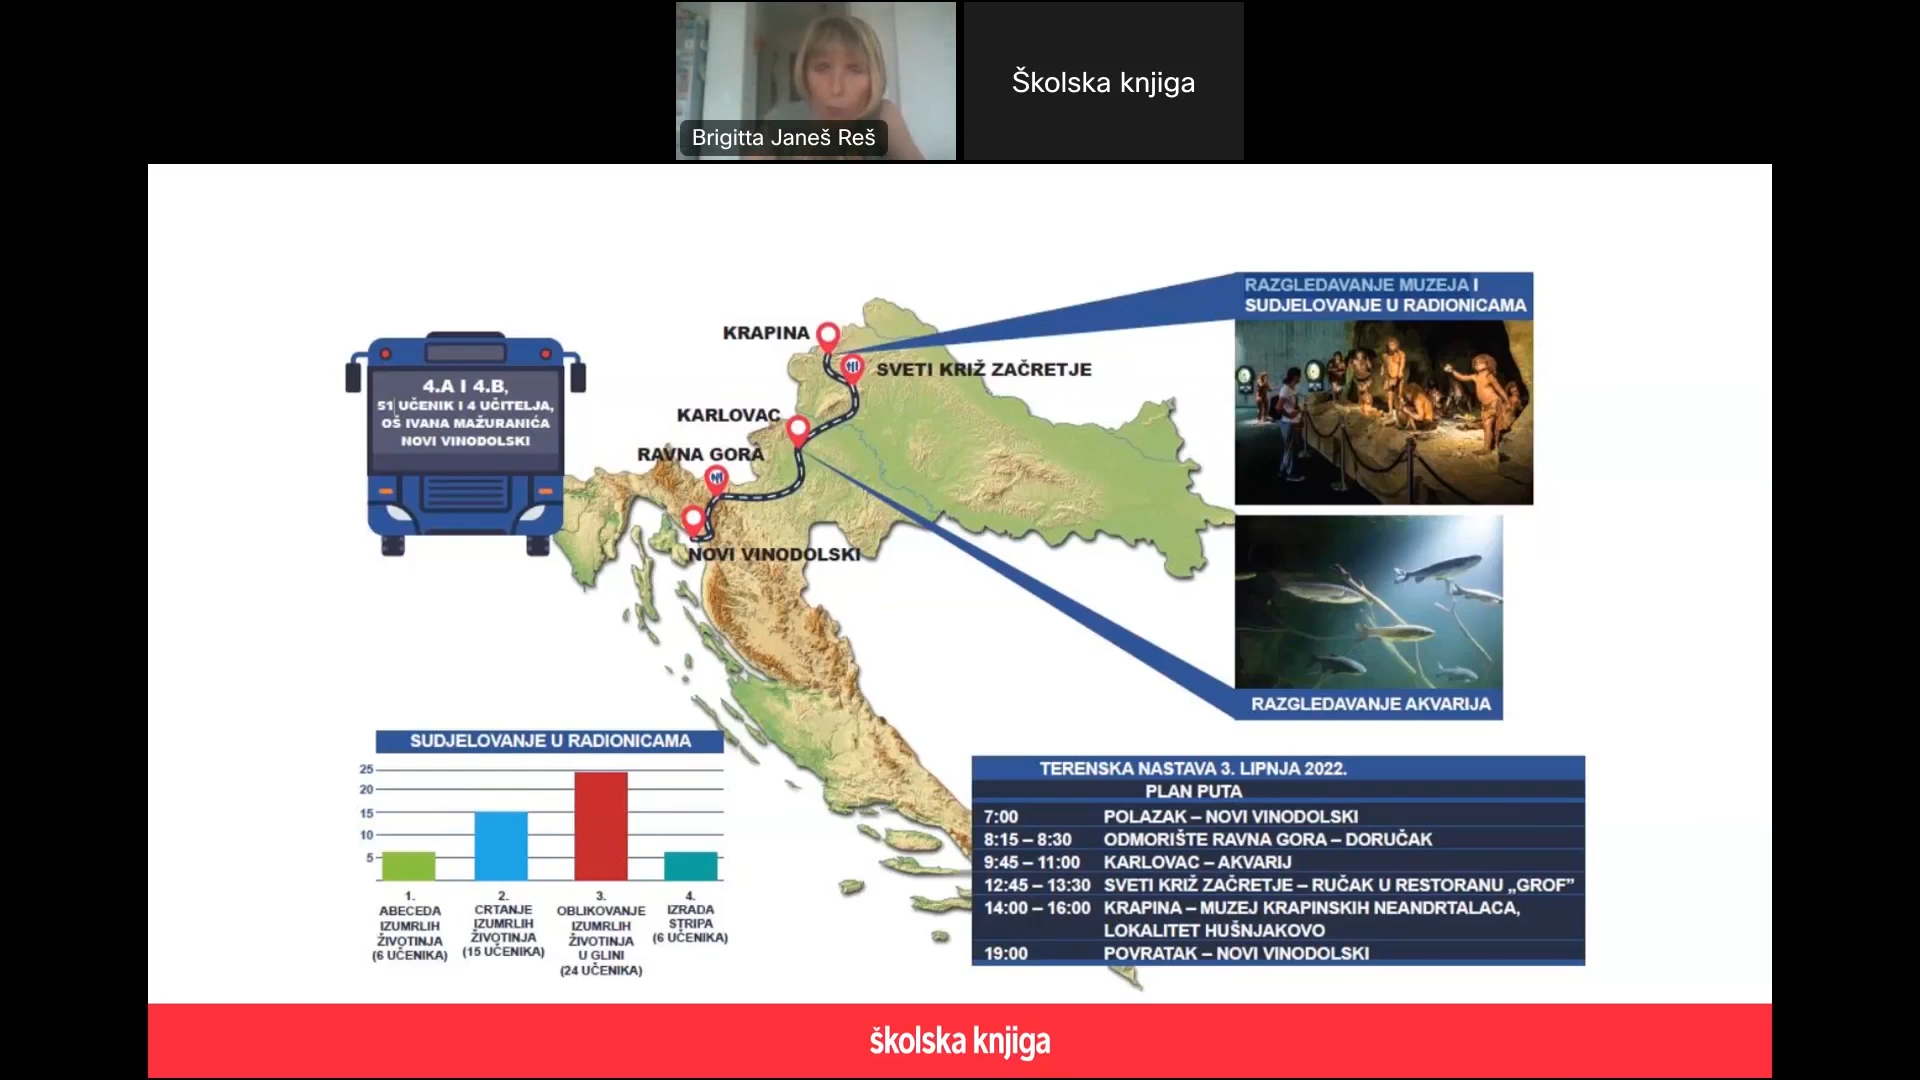 Brigitta Janeš Reš
Školska knjiga
RAZGLEDAVANJE MUZEJA I
SUDJELOVANJE U RADIONICAMA
KRAPINA
SVETI KRIŽ ZAČRETJE
KARLOVAC
RAVNA GORA
NOVI VINODOLSKI
4.A I 4.B,
51 UČENIK I 4 UČITELJA,
OŠ IVANA MAŽURANIĆA
NOVI VINODOLSKI
RAZGLEDAVANJE AKVARIJA
SUDJELOVANJE U RADIONICAMA
25
20
15
10
5
1.
ABECEDA
IZUMRLIH
ŽIVOTINJA
(6 UČENIKA)
2.
CRTANJE
IZUMRLIH
ŽIVOTINJA
(15 UČENIKA)
3.
OBLIKOVANJE
IZUMRLIH
ŽIVOTINJA
U GLINI
(24 UČENIKA)
4.
IZRADA
STRIPA
(6 UČENIKA)
TERENSKA NASTAVA 3. LIPNJA 2022.
PLAN PUTA
7:00 POLAZAK – NOVI VINODOLSKI
8:15 – 8:30 ODMORIŠTE RAVNA GORA – DORUČAK
9:45 – 11:00 KARLOVAC – AKVARIJ
12:45 – 13:30 SVETI KRIŽ ZAČRETJE – RUČAK U RESTORANU „GROF”
14:00 – 16:00 KRAPINA – MUZEJ KRAPINSKIH NEANDRTALACA,
LOKALITET HUŠNJAKOVO
19:00 POVRATAK – NOVI VINODOLSKI
školska knjiga